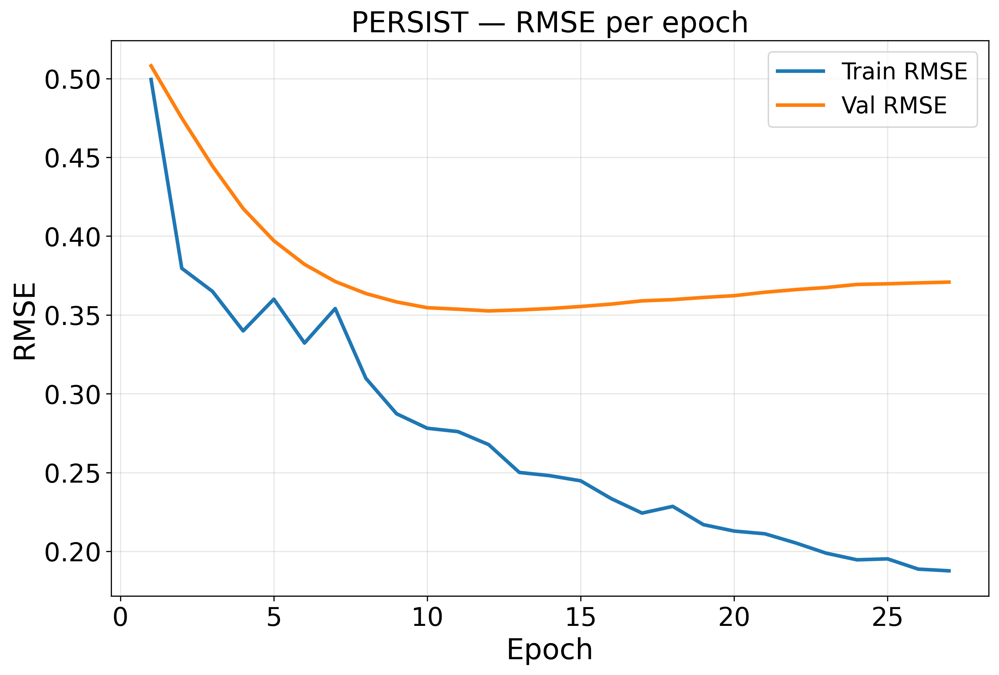 PERSIST — RMSE per epoch
Train RMSE
Val RMSE
RMSE
0.50
0.45
0.40
0.35
0.30
0.25
0.20
0 5 10 15 20 25
Epoch